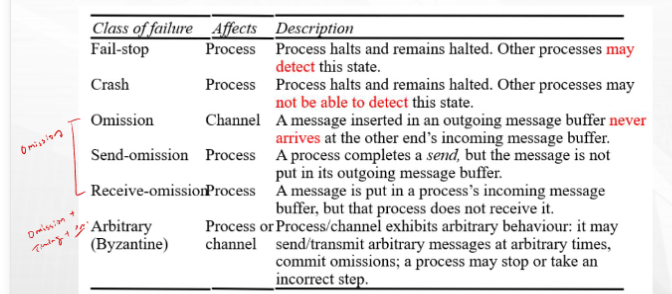 Class of failure Affects Description
Fail-stop Process Process halts and remains halted. Other processes may
detect this state.
Crash Process Process halts and remains halted. Other processes may
not be able to detect this state.
Omission Channel A message inserted in an outgoing message buffer never
arrives at the other end's incoming message buffer.
Omission
Send-omission Process A process completes a send, but the message is not
put in its outgoing message buffer.
Receive-omissionProcess A message is put in a process's incoming message
buffer, but that process does not receive it.
Omission +
Timing +
Arbitrary Process or Process/channel exhibits arbitrary behaviour: it may
(Byzantine) channel send/transmit arbitrary messages at arbitrary times,
commit omissions; a process may stop or take an
incorrect step.